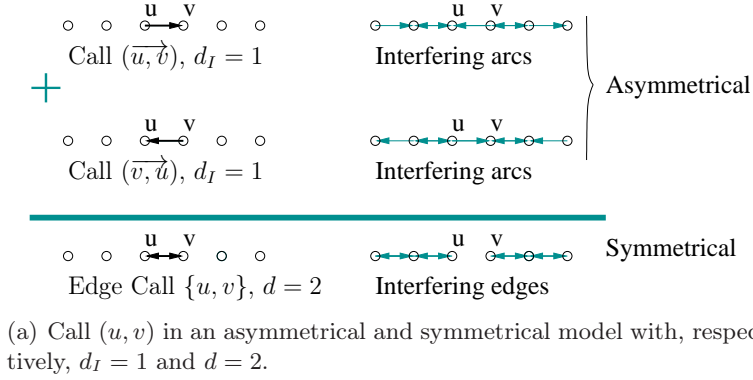 u v u v
Call (u, v), d_I = 1 Interfering arcs
+ Asymmetrical
u v u v
Call (v, u), d_I = 1 Interfering arcs
u v u v Symmetrical
Edge Call {u, v}, d = 2 Interfering edges
(a) Call (u, v) in an asymmetrical and symmetrical model with, respec
tively, d_I = 1 and d = 2.